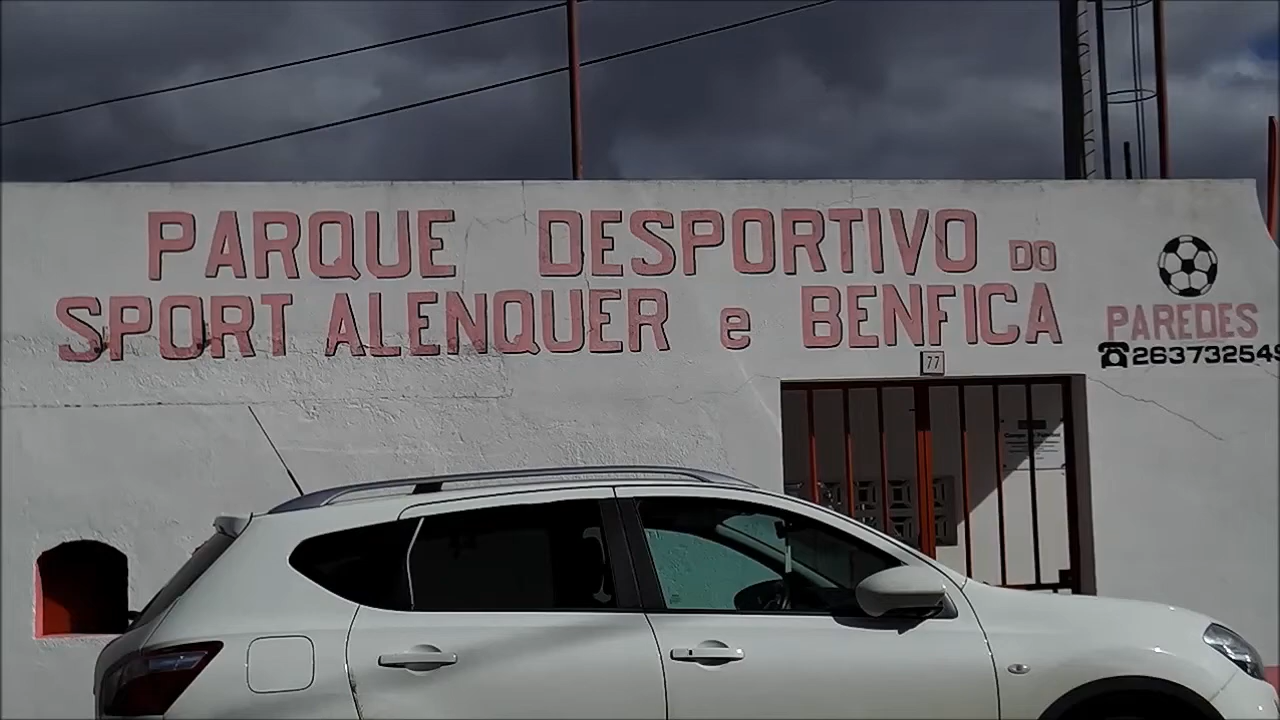 PARQUE DESPORTIVO DO
SPORT ALENQUER e BENFICA
PAREDES
☎263732549
77